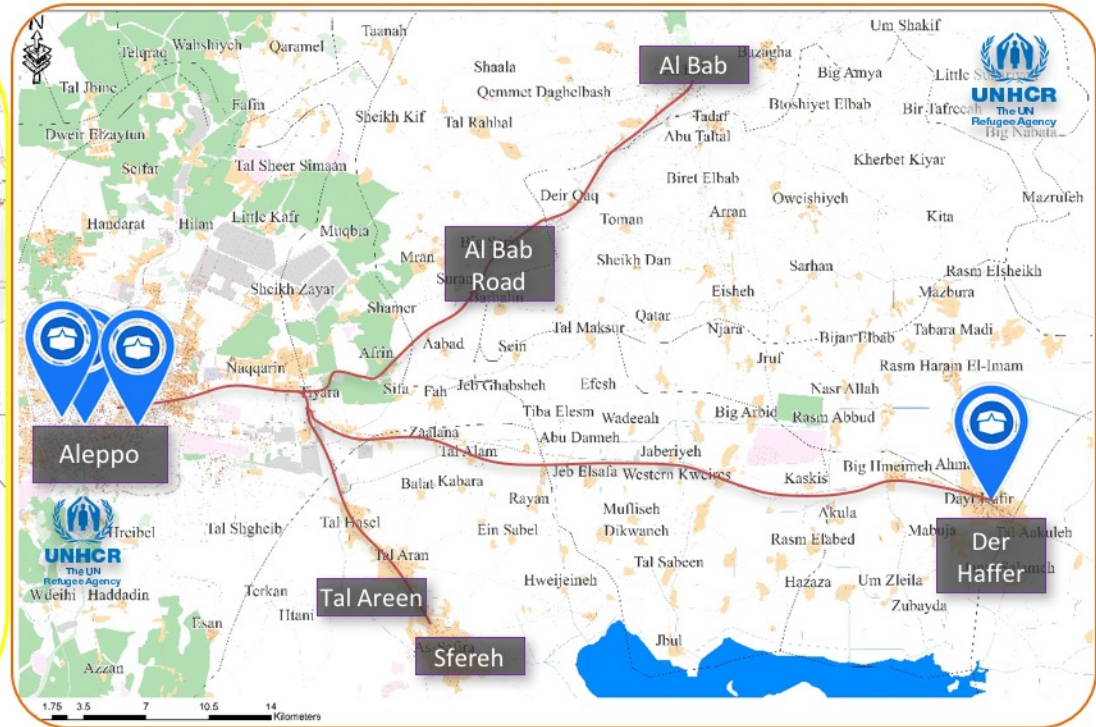 N
Taanah
Um Shakif
Telqraq
Wahshiych
Qaramel
Al Bab
Bazagha
UNHCR
The UN
Refugee Agency
Tal Jbine
Shaala
Big Amya
Qemmet Daghelbash
Fafin
Sheikh Kif
Btoshiyet Elbab
Bir Tafreeah
Tal Rahhal
Tadaf
Abu Taltal
Big Nabata
Dweir Elzaytun
Kherbet Kiyar
Seifat
Tal Sheer Simaan
Biret Elbab
Deir Qaq
Oweishiyeh
Mazrufeh
Handarat
Hilan
Little Kafr
Toman
Arran
Kita
Muqbia
Al Bab
Road
Mran
Sheikh Dan
Sarhan
Rasm Elsheikh
Sheikh Zayat
Eisheh
Mazbura
Shamer
Barhalin
Qatar
Tal Maksur
Njara
Bijan Elbab
Tabara Madi
Aabad
Sein
Afrin
Jruf
Rasm Haram El-Imam
Naqqarin
Tiyara
Sifa
Fah
Jeb Ghabsheh
Efesh
Nasr Allah
Tiba Elesm
Wadeeah
Big Arbid
Rasm Abbud
Aleppo
Zaalana
Abu Danneh
Tal Alam
Jaberiyeh
Jeb Elsafa
Western Kweires
Kaskis
Big Hmeimeh
Balat
Kabara
Rayan
Dayr Hafir
Mufliseh
Akula
UNHCR
The UN
Refugee Agency
Hreibel
Tal Shgheib
Tal Hasel
Ein Sabel
Dikwaneh
Rasm Elabed
Mabuja
Der
Haffer
Tal Aran
Tal Sabeen
Wdeihi
Haddadin
Terkan
Tal Areen
Hweijeineh
Hazaza
Um Zleila
Zubayda
Esan
Htani
Sfereh
Jbul
Azzan
1.75 3.5 7 10.5 14
Kilometers